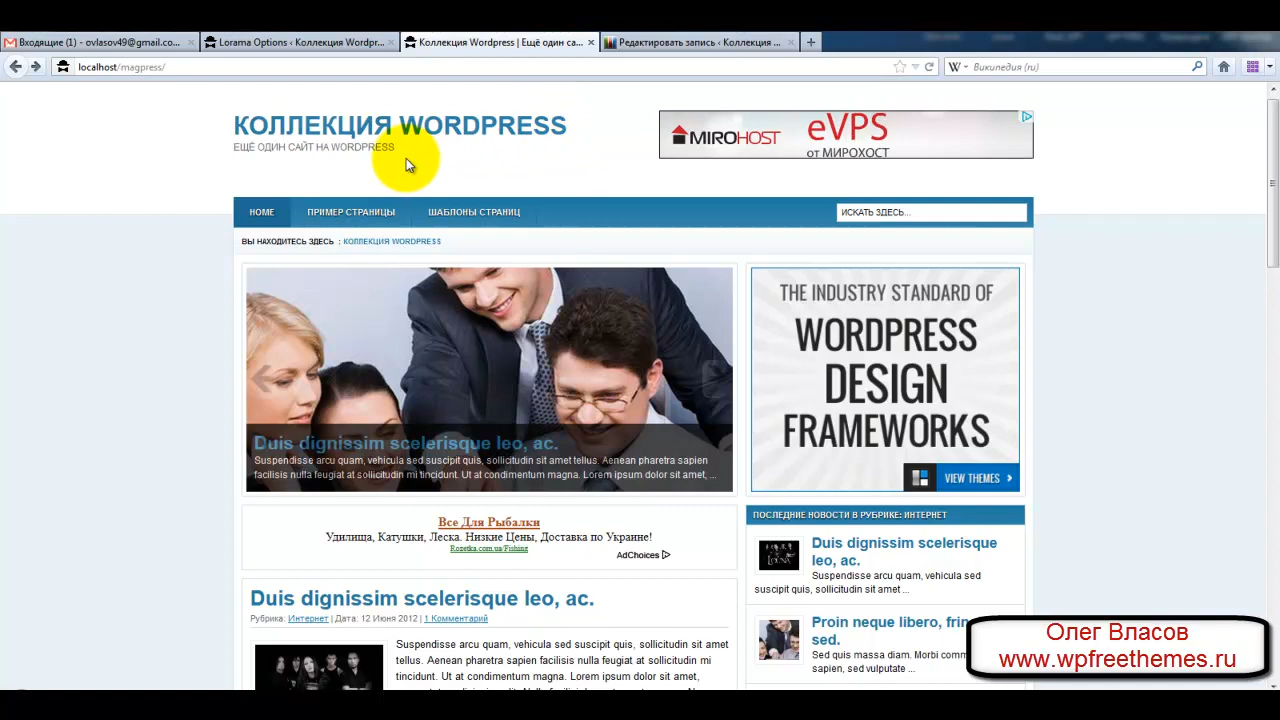 Входящие (1) - ovlasov49@gmail.co...
Lorama Options ‹ Коллекция Wordpr...
Коллекция Wordpress | Ещё один са...
Редактировать запись ‹ Коллекция ...
localhost/magpress/
Википедия (ru)
КОЛЛЕКЦИЯ WORDPRESS
ЕЩЁ ОДИН САЙТ НА WORDPRESS
MIROHOST
eVPS
от МИРОХОСТ
HOME ПРИМЕР СТРАНИЦЫ ШАБЛОНЫ СТРАНИЦ
ИСКАТЬ ЗДЕСЬ...
ВЫ НАХОДИТЕСЬ ЗДЕСЬ : КОЛЛЕКЦИЯ WORDPRESS
Duis dignissim scelerisque leo, ac.
Suspendisse arcu quam, vehicula sed suscipit quis, sollicitudin sit amet tellus. Aenean pharetra sapien
facilisis nulla feugiat at sollicitudin mi tincidunt. Ut at condimentum magna. Lorem ipsum dolor sit amet, ...
THE INDUSTRY STANDARD OF
WORDPRESS
DESIGN
FRAMEWORKS
VIEW THEMES
Все Для Рыбалки
Удилища, Катушки, Леска. Низкие Цены, Доставка по Украине!
Rozetka.com.ua/Fishing
AdChoices
ПОСЛЕДНИЕ НОВОСТИ В РУБРИКЕ: ИНТЕРНЕТ
Duis dignissim scelerisque
leo, ac.
Suspendisse arcu quam, vehicula sed
suscipit quis, sollicitudin sit amet ...
Duis dignissim scelerisque leo, ac.
Рубрика: Интернет | Дата: 12 Июня 2012 | 1 Комментарий
Suspendisse arcu quam, vehicula sed suscipit quis, sollicitudin sit amet
tellus. Aenean pharetra sapien facilisis nulla feugiat at sollicitudin mi
tincidunt. Ut at condimentum magna. Lorem ipsum dolor sit amet,
Proin neque libero, frin
sed.
Sed quis massa diam. Morbi comm
sapien, sed vulputate ...
Олег Власов
www.wpfreethemes.ru